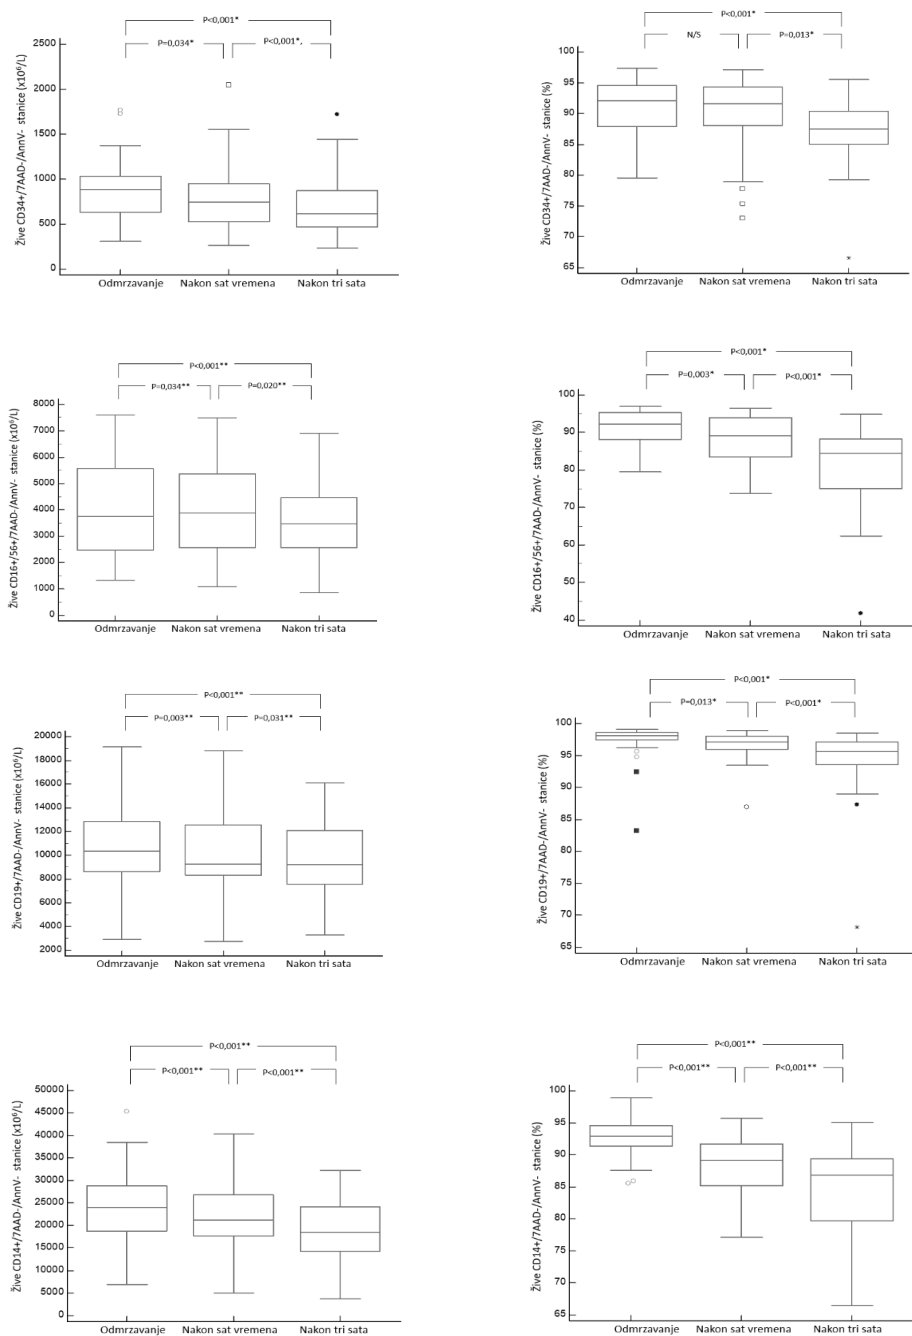 P<0,001*
P=0,034*
P<0,001*,
Žive CD34+/7AAD-/AnnV- stanice (x10⁶/L)
2500
2000
1500
1000
500
0
Odmrzavanje
Nakon sat vremena
Nakon tri sata
P<0,001*
N/S
P=0,013*
Žive CD34+/7AAD-/AnnV- stanice (%)
100
95
90
85
80
75
70
65
Odmrzavanje
Nakon sat vremena
Nakon tri sata
P<0,001**
P=0,034**
P=0,020**
Žive CD16+/56+/7AAD-/AnnV- stanice (x10⁶/L)
8000
7000
6000
5000
4000
3000
2000
1000
0
Odmrzavanje
Nakon sat vremena
Nakon tri sata
P<0,001*
P=0,003*
P<0,001*
Žive CD16+/56+/7AAD-/AnnV- stanice (%)
100
90
80
70
60
50
40
Odmrzavanje
Nakon sat vremena
Nakon tri sata
P<0,001**
P=0,003**
P=0,031**
Žive CD19+/7AAD-/AnnV- stanice (x10⁶/L)
20000
18000
16000
14000
12000
10000
8000
6000
4000
2000
Odmrzavanje
Nakon sat vremena
Nakon tri sata
P<0,001*
P=0,013*
P<0,001*
Žive CD19+/7AAD-/AnnV- stanice (%)
100
95
90
85
80
75
70
65
Odmrzavanje
Nakon sat vremena
Nakon tri sata
P<0,001**
P<0,001**
P<0,001**
Žive CD14+/7AAD-/AnnV- stanice (x10⁶/L)
50000
45000
40000
35000
30000
25000
20000
15000
10000
5000
0
Odmrzavanje
Nakon sat vremena
Nakon tri sata
P<0,001**
P<0,001**
P<0,001**
Žive CD14+/7AAD-/AnnV- stanice (%)
100
95
90
85
80
75
70
65
Odmrzavanje
Nakon sat vremena
Nakon tri sata